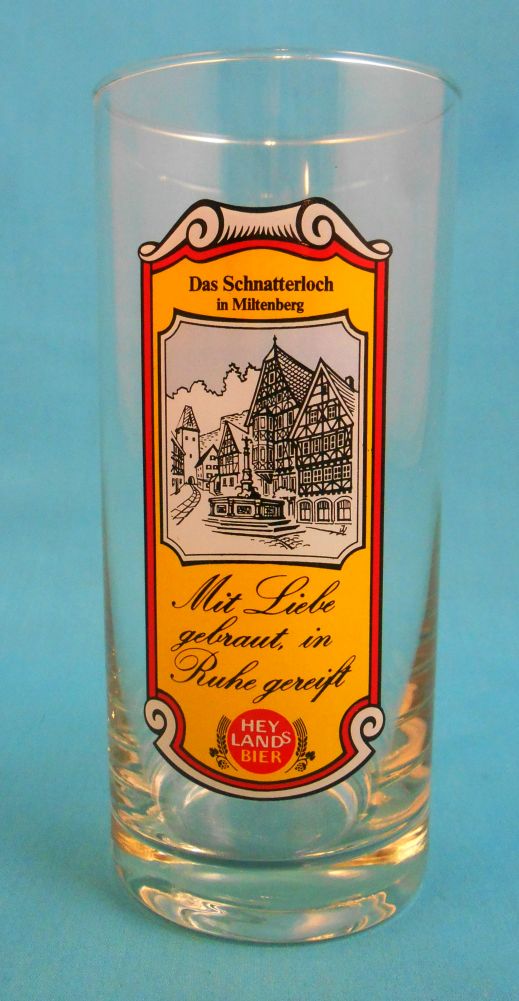 Das Schnatterloch
in Miltenberg
Mit Liebe
gebraut, in
Ruhe gereift
HEY
LANDS
BIER